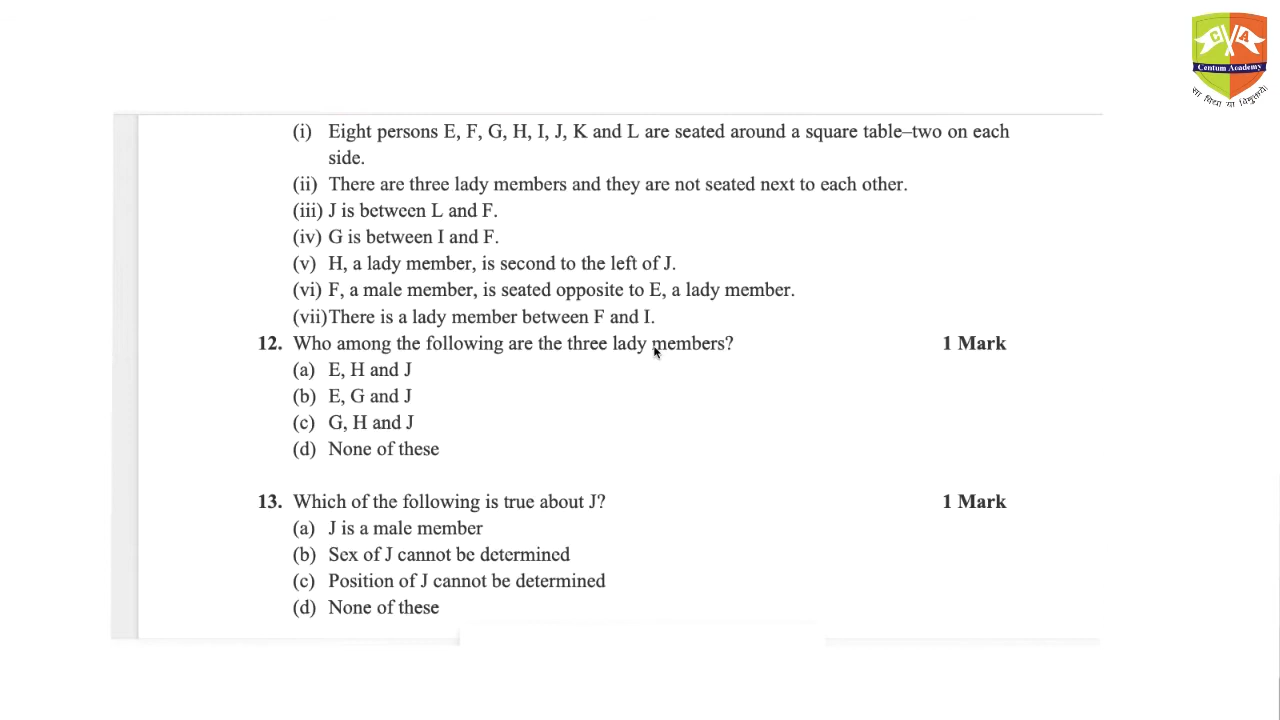 C A
Centum Academy
सा विद्या या विमुक्तये
(i) Eight persons E, F, G, H, I, J, K and L are seated around a square table–two on each
side.
(ii) There are three lady members and they are not seated next to each other.
(iii) J is between L and F.
(iv) G is between I and F.
(v) H, a lady member, is second to the left of J.
(vi) F, a male member, is seated opposite to E, a lady member.
(vii) There is a lady member between F and I.
12. Who among the following are the three lady members? 1 Mark
(a) E, H and J
(b) E, G and J
(c) G, H and J
(d) None of these
13. Which of the following is true about J? 1 Mark
(a) J is a male member
(b) Sex of J cannot be determined
(c) Position of J cannot be determined
(d) None of these